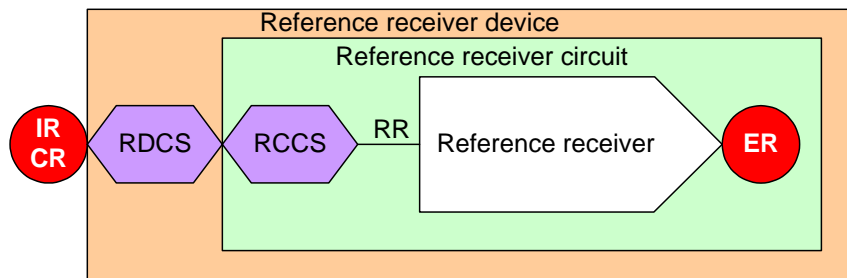 Reference receiver device
Reference receiver circuit
IR
CR
RDCS
RCCS
RR
Reference receiver
ER